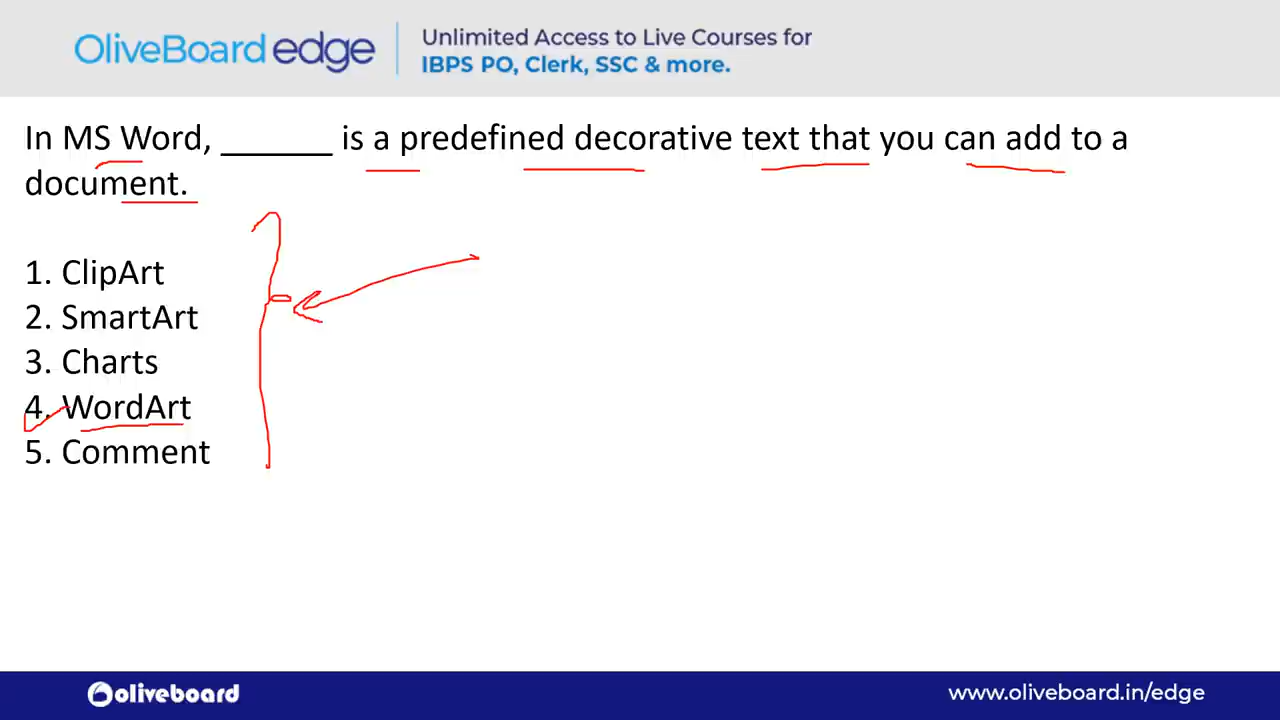 OliveBoard edge
Unlimited Access to Live Courses for
IBPS PO, Clerk, SSC & more.
In MS Word, ______ is a predefined decorative text that you can add to a
document.
1. ClipArt
2. SmartArt
3. Charts
4. WordArt
5. Comment
oliveboard
www.oliveboard.in/edge